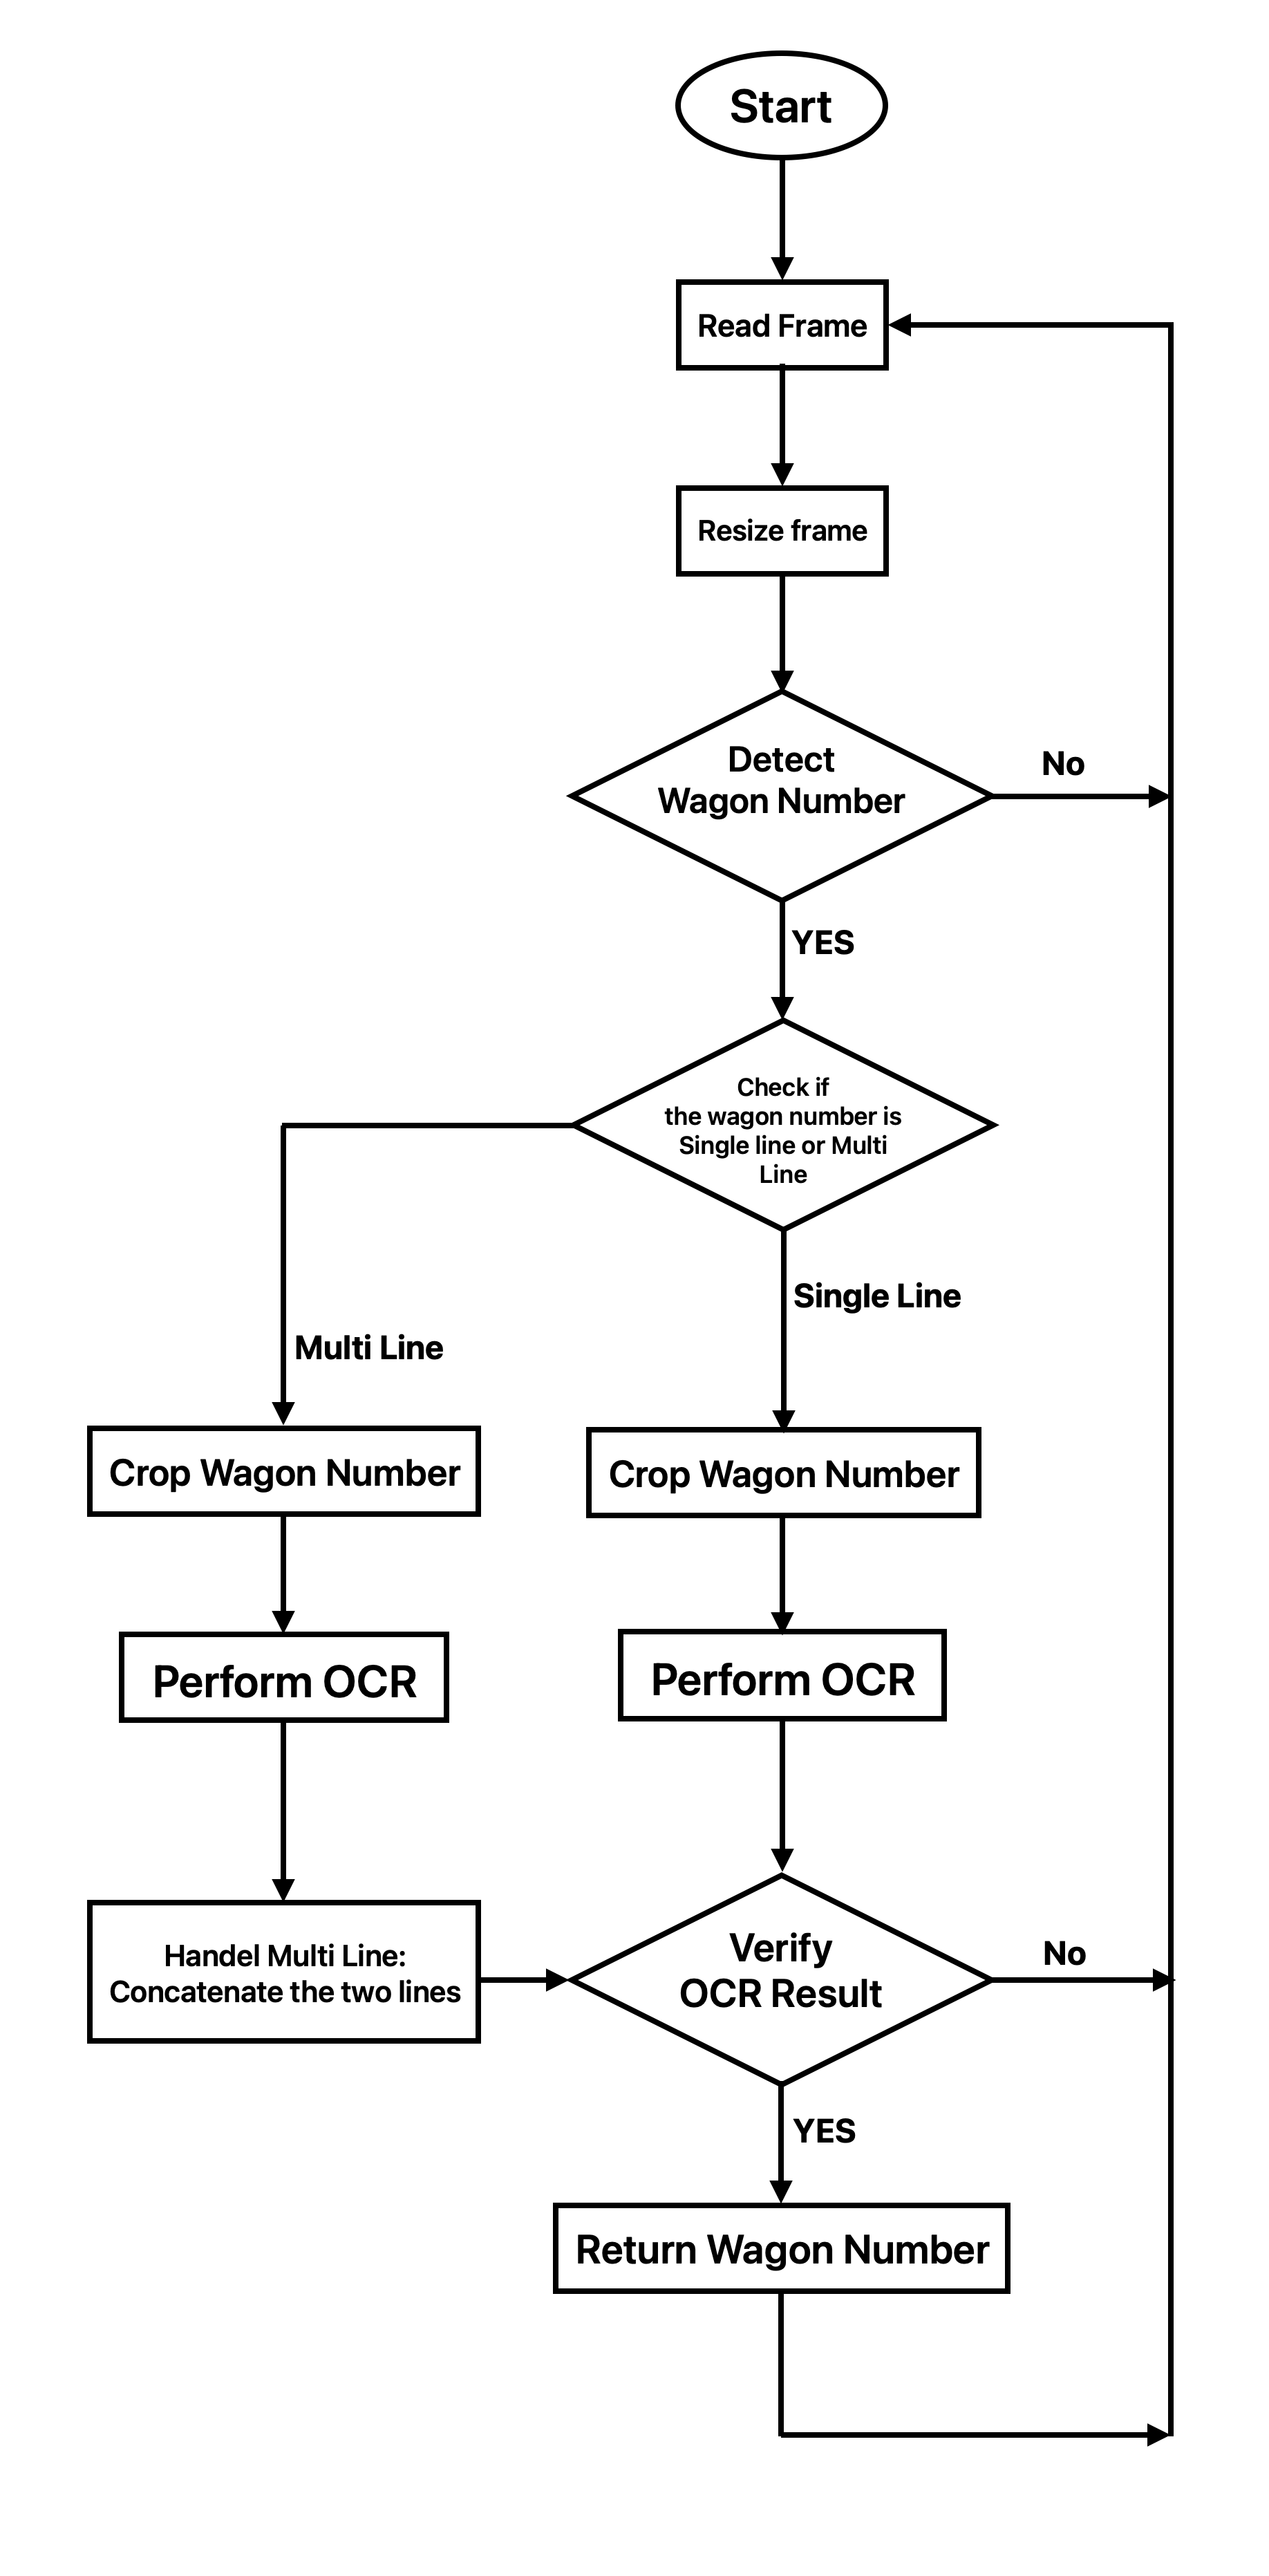 Start
Read Frame
Resize frame
Detect
Wagon Number
No
YES
Check if
the wagon number is
Single line or Multi
Line
Single Line
Multi Line
Crop Wagon Number
Crop Wagon Number
Perform OCR
Perform OCR
Handel Multi Line:
Concatenate the two lines
Verify
OCR Result
No
YES
Return Wagon Number